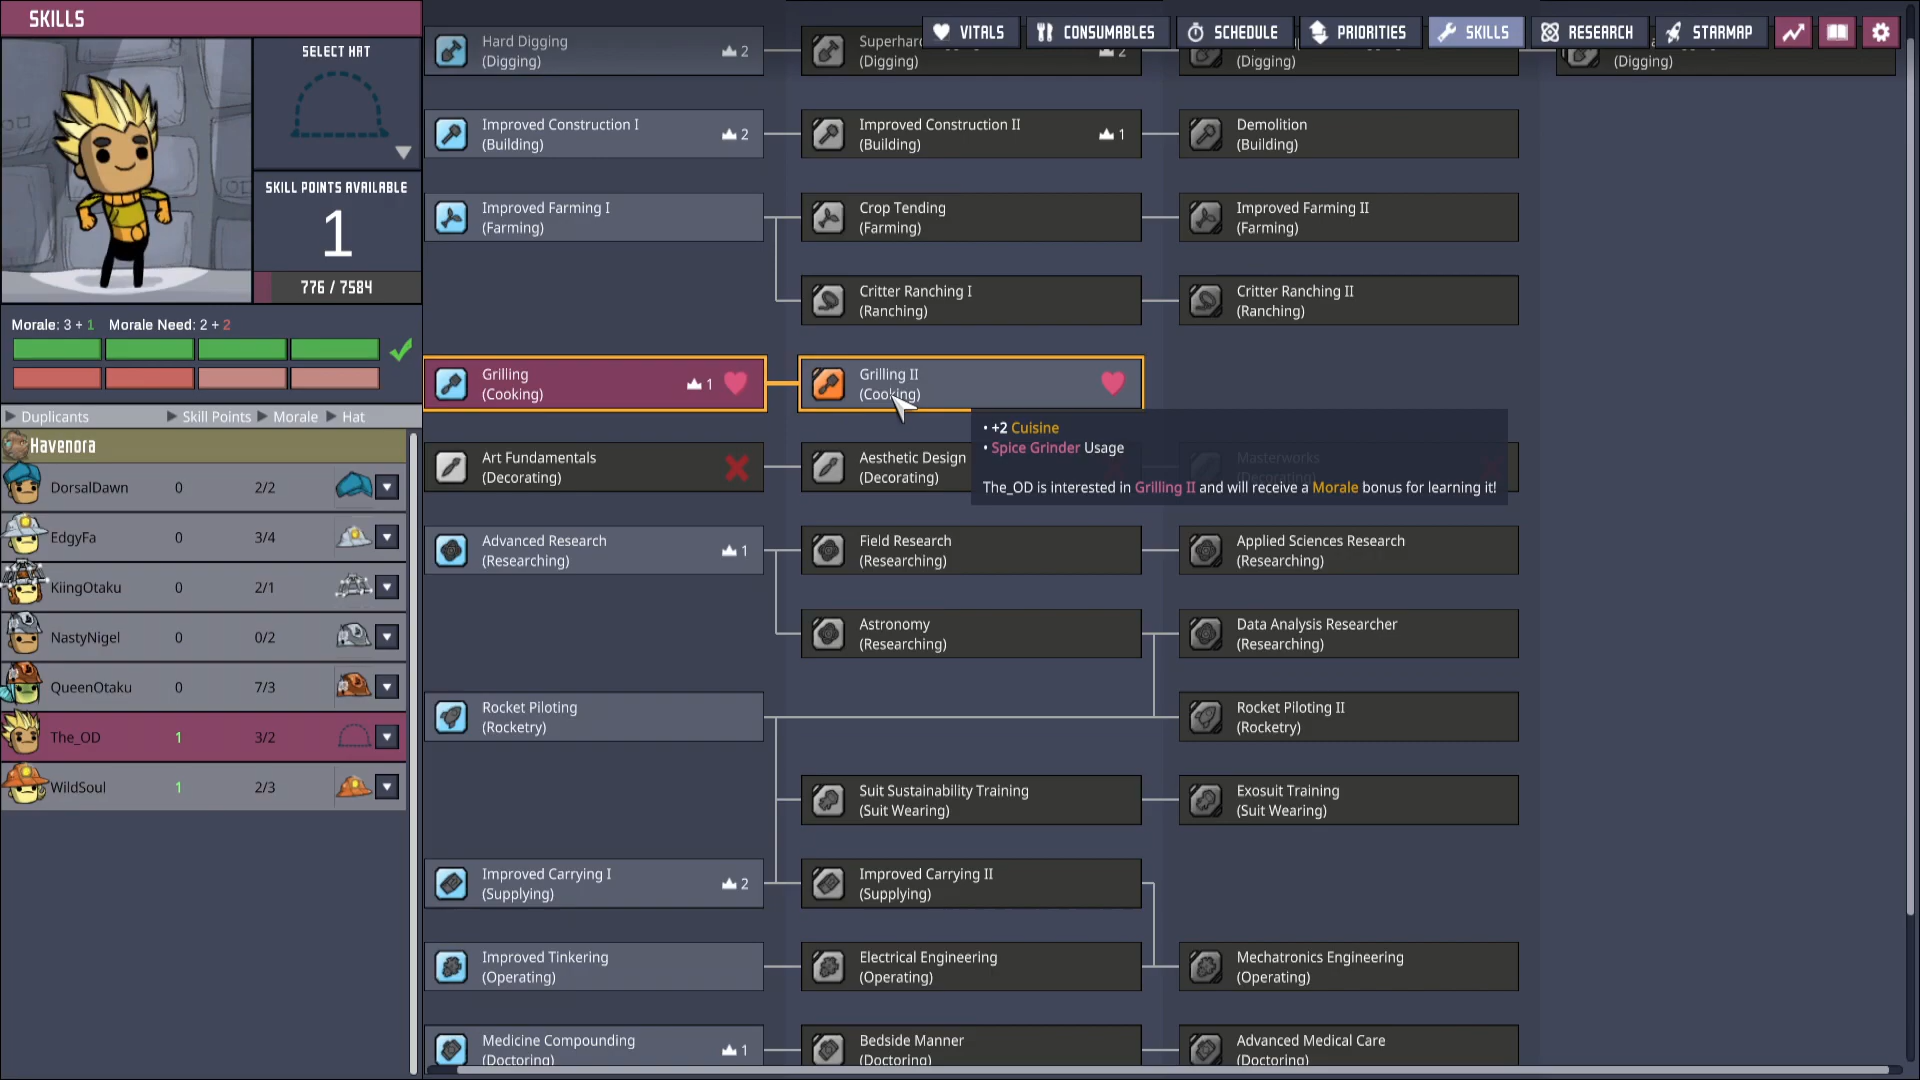 SKILLS
VITALS
CONSUMABLES
SCHEDULE
PRIORITIES
SKILLS
RESEARCH
STARMAP
SELECT HAT
SKILL POINTS AVAILABLE
1
776 / 7584
Morale: 3 + 1 Morale Need: 2 + 2
Duplicants Skill Points Morale Hat
Havenora
DorsalDawn 0 2/2
EdgyFa 0 3/4
KiingOtaku 0 2/1
NastyNigel 0 0/2
QueenOtaku 0 7/3
The_OD 1 3/2
WildSoul 1 2/3
Hard Digging
(Digging)
2
(Digging)
2
(Digging)
(Digging)
Improved Construction I
(Building)
2
Improved Construction II
(Building)
1
Demolition
(Building)
Improved Farming I
(Farming)
Crop Tending
(Farming)
Improved Farming II
(Farming)
Critter Ranching I
(Ranching)
Critter Ranching II
(Ranching)
Grilling
(Cooking)
1
Grilling II
(Cooking)
• +2 Cuisine
• Spice Grinder Usage
The_OD is interested in Grilling II and will receive a Morale bonus for learning it!
Art Fundamentals
(Decorating)
Aesthetic Design
(Decorating)
Masterworks
Advanced Research
(Researching)
1
Field Research
(Researching)
Applied Sciences Research
(Researching)
Astronomy
(Researching)
Data Analysis Researcher
(Researching)
Rocket Piloting
(Rocketry)
Rocket Piloting II
(Rocketry)
Suit Sustainability Training
(Suit Wearing)
Exosuit Training
(Suit Wearing)
Improved Carrying I
(Supplying)
2
Improved Carrying II
(Supplying)
Improved Tinkering
(Operating)
Electrical Engineering
(Operating)
Mechatronics Engineering
(Operating)
Medicine Compounding
(Doctoring)
1
Bedside Manner
(Doctoring)
Advanced Medical Care
(Doctoring)